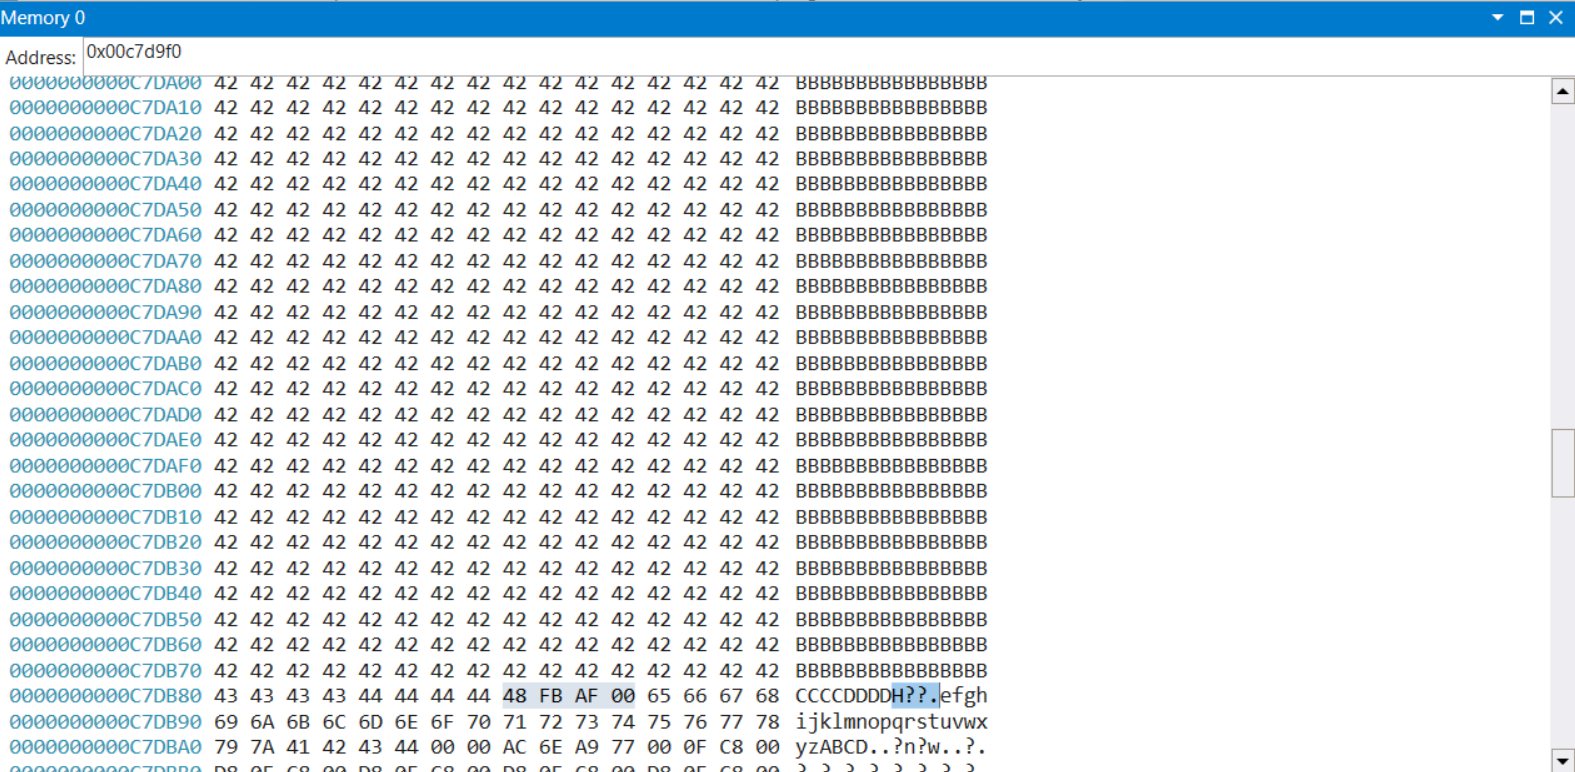 Memory 0
Address: 0x00c7d9f0
0000000000C7DA00 42 42 42 42 42 42 42 42 42 42 42 42 42 42 42 42 BBBBBBBBBBBBBBBB
0000000000C7DA10 42 42 42 42 42 42 42 42 42 42 42 42 42 42 42 42 BBBBBBBBBBBBBBBB
0000000000C7DA20 42 42 42 42 42 42 42 42 42 42 42 42 42 42 42 42 BBBBBBBBBBBBBBBB
0000000000C7DA30 42 42 42 42 42 42 42 42 42 42 42 42 42 42 42 42 BBBBBBBBBBBBBBBB
0000000000C7DA40 42 42 42 42 42 42 42 42 42 42 42 42 42 42 42 42 BBBBBBBBBBBBBBBB
0000000000C7DA50 42 42 42 42 42 42 42 42 42 42 42 42 42 42 42 42 BBBBBBBBBBBBBBBB
0000000000C7DA60 42 42 42 42 42 42 42 42 42 42 42 42 42 42 42 42 BBBBBBBBBBBBBBBB
0000000000C7DA70 42 42 42 42 42 42 42 42 42 42 42 42 42 42 42 42 BBBBBBBBBBBBBBBB
0000000000C7DA80 42 42 42 42 42 42 42 42 42 42 42 42 42 42 42 42 BBBBBBBBBBBBBBBB
0000000000C7DA90 42 42 42 42 42 42 42 42 42 42 42 42 42 42 42 42 BBBBBBBBBBBBBBBB
0000000000C7DAA0 42 42 42 42 42 42 42 42 42 42 42 42 42 42 42 42 BBBBBBBBBBBBBBBB
0000000000C7DAB0 42 42 42 42 42 42 42 42 42 42 42 42 42 42 42 42 BBBBBBBBBBBBBBBB
0000000000C7DAC0 42 42 42 42 42 42 42 42 42 42 42 42 42 42 42 42 BBBBBBBBBBBBBBBB
0000000000C7DAD0 42 42 42 42 42 42 42 42 42 42 42 42 42 42 42 42 BBBBBBBBBBBBBBBB
0000000000C7DAE0 42 42 42 42 42 42 42 42 42 42 42 42 42 42 42 42 BBBBBBBBBBBBBBBB
0000000000C7DAF0 42 42 42 42 42 42 42 42 42 42 42 42 42 42 42 42 BBBBBBBBBBBBBBBB
0000000000C7DB00 42 42 42 42 42 42 42 42 42 42 42 42 42 42 42 42 BBBBBBBBBBBBBBBB
0000000000C7DB10 42 42 42 42 42 42 42 42 42 42 42 42 42 42 42 42 BBBBBBBBBBBBBBBB
0000000000C7DB20 42 42 42 42 42 42 42 42 42 42 42 42 42 42 42 42 BBBBBBBBBBBBBBBB
0000000000C7DB30 42 42 42 42 42 42 42 42 42 42 42 42 42 42 42 42 BBBBBBBBBBBBBBBB
0000000000C7DB40 42 42 42 42 42 42 42 42 42 42 42 42 42 42 42 42 BBBBBBBBBBBBBBBB
0000000000C7DB50 42 42 42 42 42 42 42 42 42 42 42 42 42 42 42 42 BBBBBBBBBBBBBBBB
0000000000C7DB60 42 42 42 42 42 42 42 42 42 42 42 42 42 42 42 42 BBBBBBBBBBBBBBBB
0000000000C7DB70 42 42 42 42 42 42 42 42 42 42 42 42 42 42 42 42 BBBBBBBBBBBBBBBB
0000000000C7DB80 43 43 43 43 44 44 44 44 48 FB AF 00 65 66 67 68 CCCCDDDDH??.efgh
0000000000C7DB90 69 6A 6B 6C 6D 6E 6F 70 71 72 73 74 75 76 77 78 ijklmnopqrstuvwx
0000000000C7DBA0 79 7A 41 42 43 44 00 00 AC 6E A9 77 00 0F C8 00 yzABCD..?n?w..?.